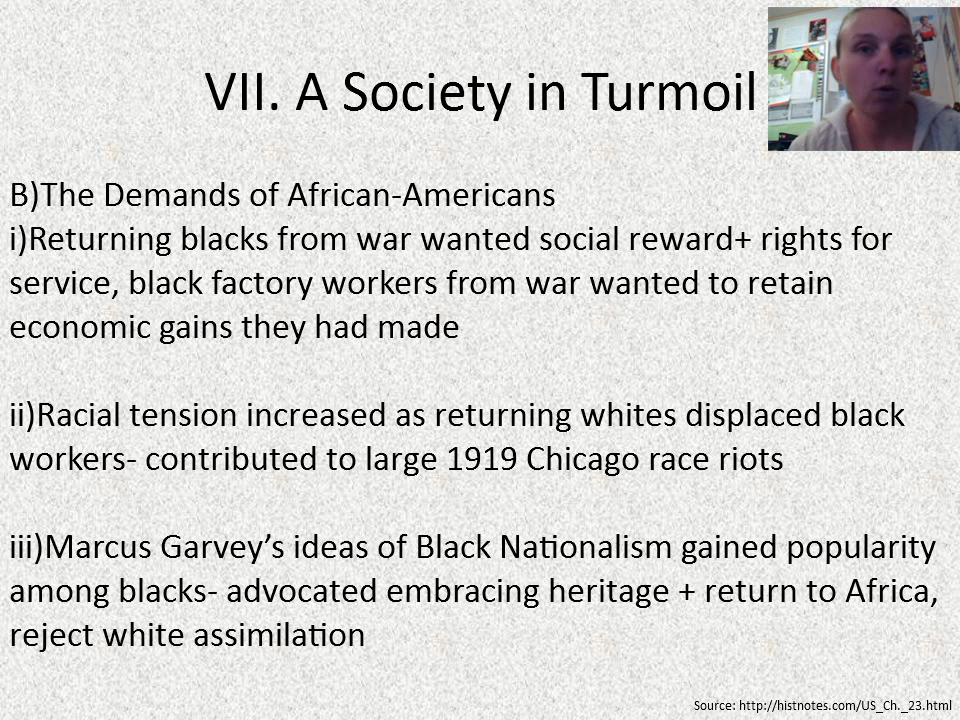 VII. A Society in Turmoil
B)The Demands of African-Americans
i)Returning blacks from war wanted social reward+ rights for
service, black factory workers from war wanted to retain
economic gains they had made
ii)Racial tension increased as returning whites displaced black
workers- contributed to large 1919 Chicago race riots
iii)Marcus Garvey’s ideas of Black Nationalism gained popularity
among blacks- advocated embracing heritage + return to Africa,
reject white assimilation
Source: http://histnotes.com/US_Ch._23.html